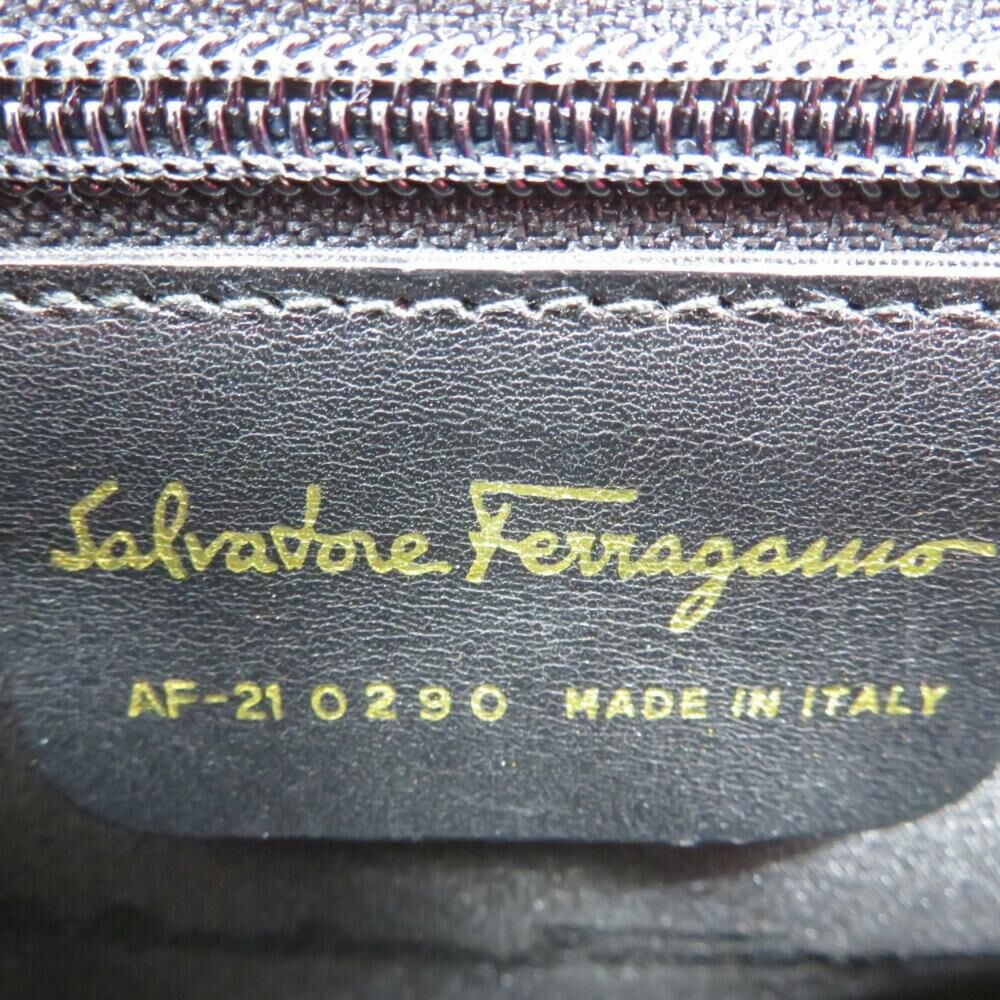 Salvatore Ferragamo
AF-21 0290 MADE IN ITALY